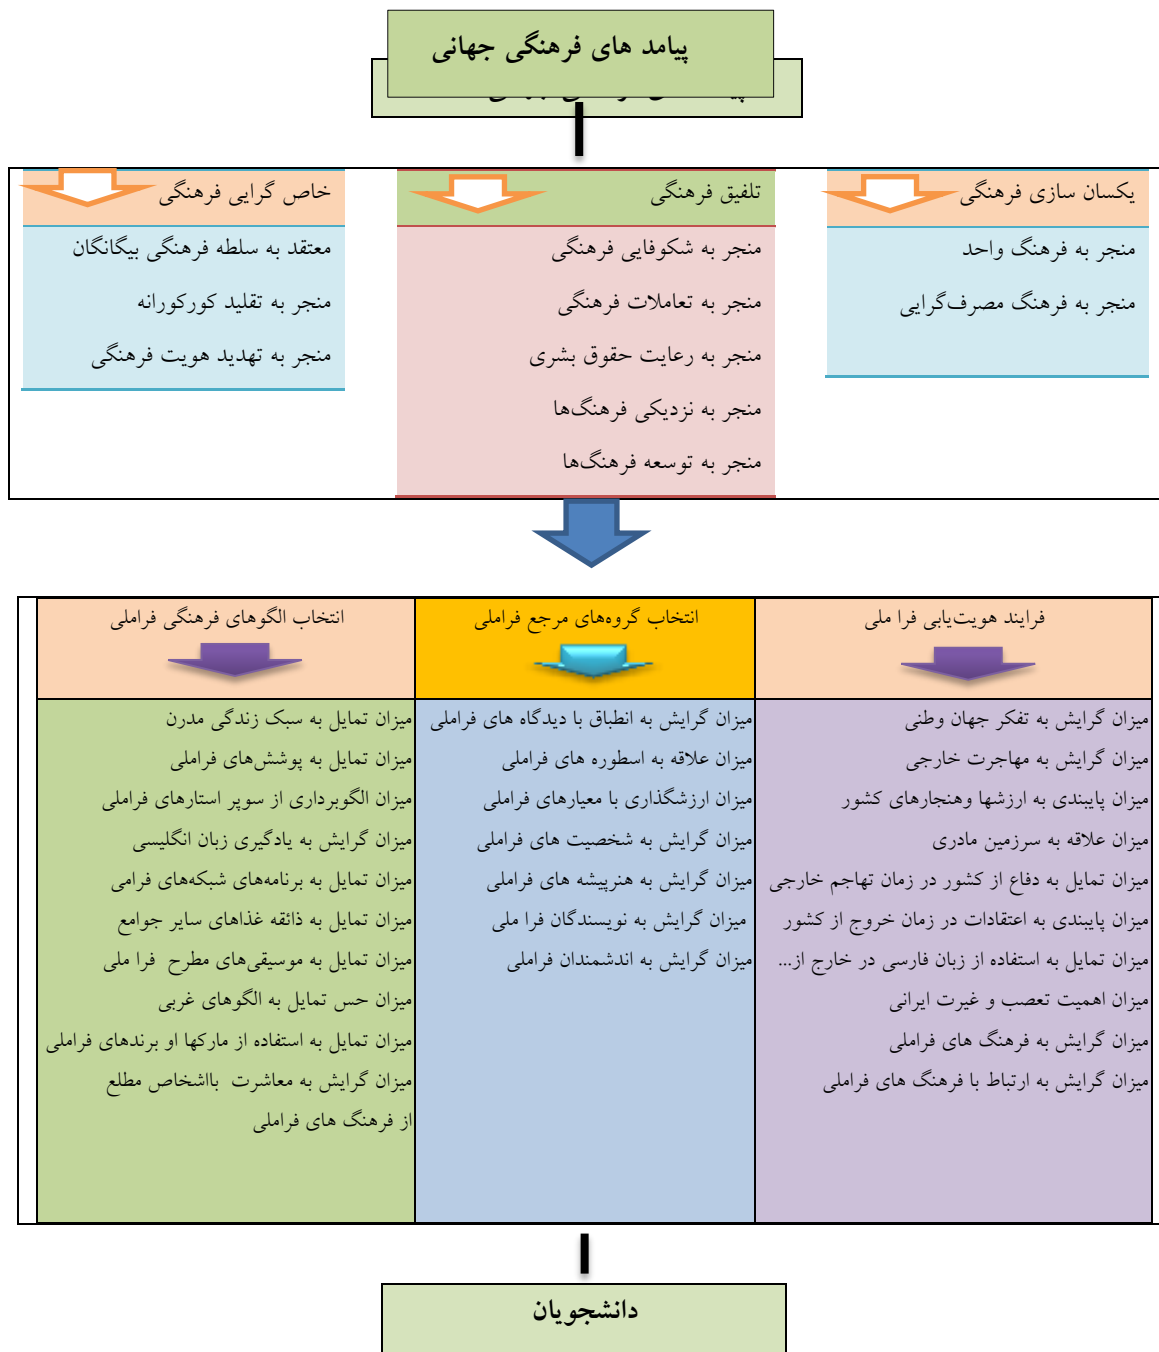 پیامد های فرهنگی جهانی
یکسان سازی فرهنگی
منجر به فرهنگ واحد
منجر به فرهنگ مصرف‌گرایی
تلفیق فرهنگی
منجر به شکوفایی فرهنگی
منجر به تعاملات فرهنگی
منجر به رعایت حقوق بشری
منجر به نزدیکی فرهنگ‌ها
منجر به توسعه فرهنگ‌ها
خاص گرایی فرهنگی
معتقد به سلطه فرهنگی بیگانگان
منجر به تقلید کورکورانه
منجر به تهدید هویت فرهنگی
فرایند هویت‌یابی فرا ملی
میزان گرایش به تفکر جهان وطنی
میزان گرایش به مهاجرت خارجی
میزان پایبندی به ارزشها وهنجارهای کشور
میزان علاقه به سرزمین مادری
میزان تمایل به دفاع از کشور در زمان تهاجم خارجی
میزان پایبندی به اعتقادات در زمان خروج از کشور
میزان تمایل به استفاده از زبان فارسی در خارج از...
میزان اهمیت تعصب و غیرت ایرانی
میزان گرایش به فرهنگ های فراملی
میزان گرایش به ارتباط با فرهنگ های فراملی
انتخاب گروه‌های مرجع فراملی
میزان گرایش به انطباق با دیدگاه های فراملی
میزان علاقه به اسطوره های فراملی
میزان ارزشگذاری با معیارهای فراملی
میزان گرایش به شخصیت های فراملی
میزان گرایش به هنرپیشه های فراملی
میزان گرایش به نویسندگان فرا ملی
میزان گرایش به اندشمندان فراملی
انتخاب الگوهای فرهنگی فراملی
میزان تمایل به سبک زندگی مدرن
میزان تمایل به پوشش‌های فراملی
میزان الگوبرداری از سوپر استارهای فراملی
میزان گرایش به یادگیری زبان انگلیسی
میزان تمایل به برنامه‌های شبکه‌های فرامی
میزان تمایل به ذائقه غذاهای سایر جوامع
میزان تمایل به موسیقی‌های مطرح فرا ملی
میزان حس تمایل به الگوهای غربی
میزان تمایل به استفاده از مارکها او برندهای فراملی
میزان گرایش به معاشرت بااشخاص مطلع
از فرهنگ های فراملی
دانشجویان